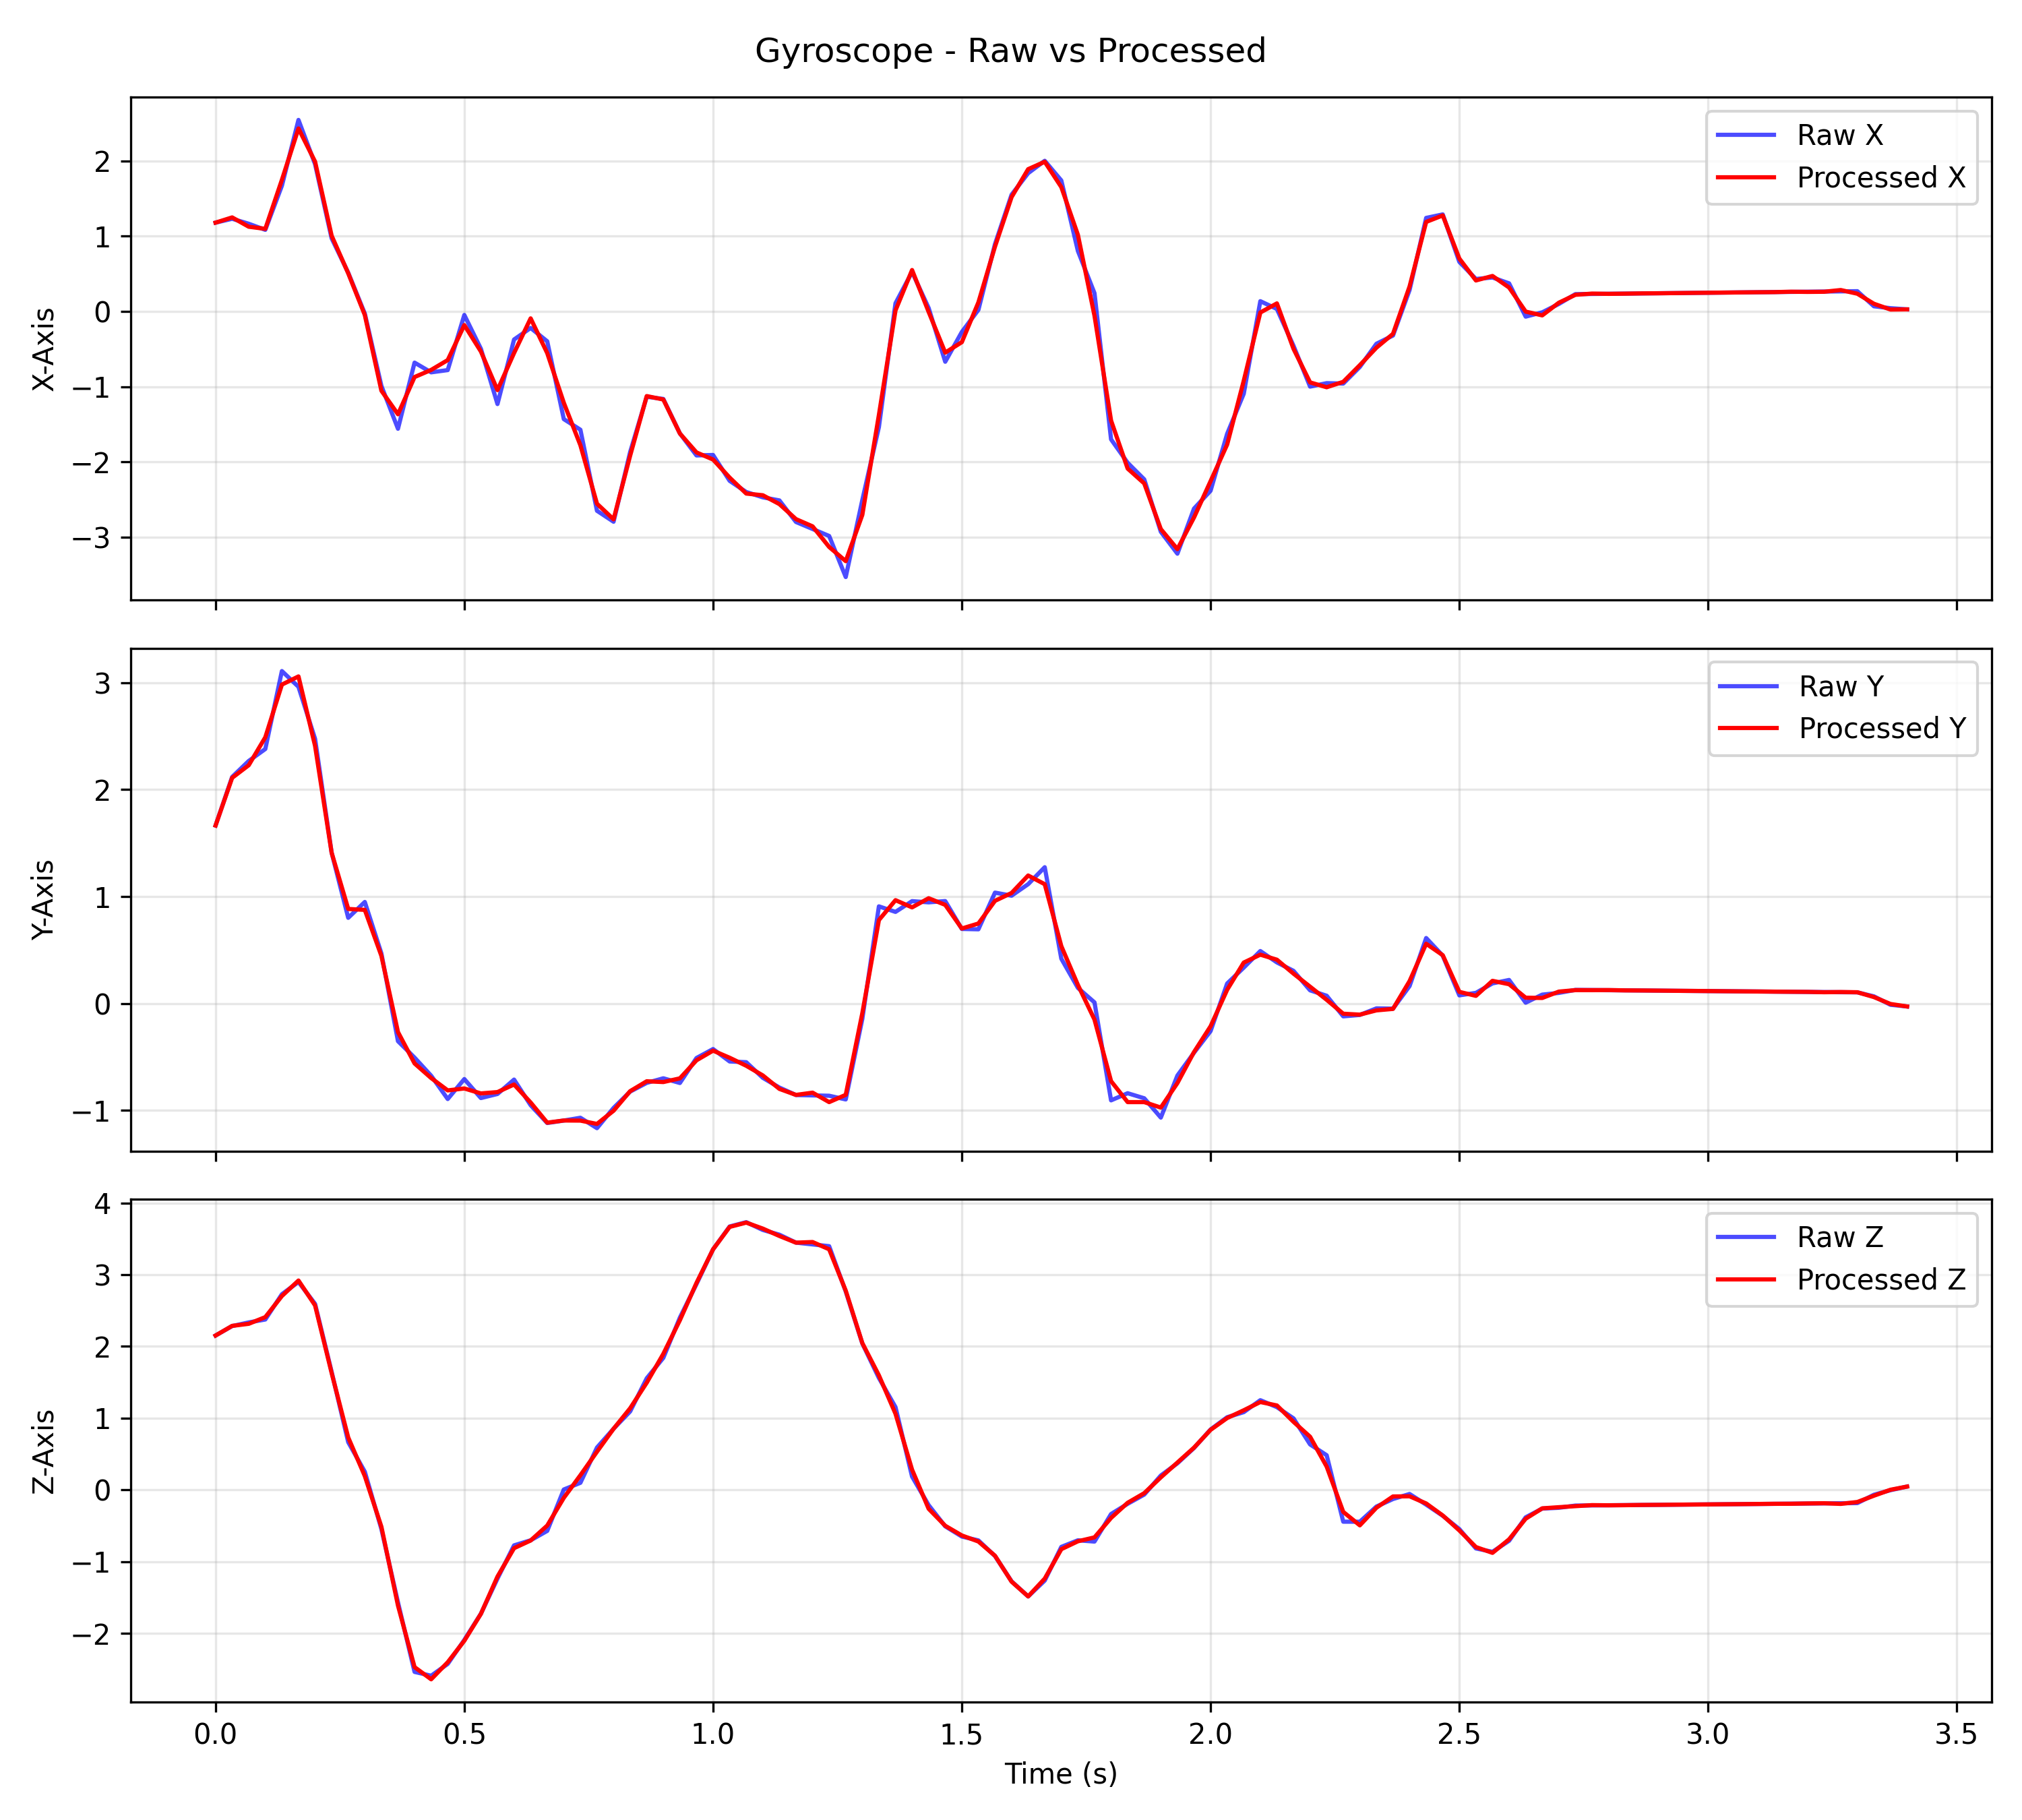 Gyroscope - Raw vs Processed
X-Axis
2
1
0
−1
−2
−3
Raw X
Processed X
Y-Axis
3
2
1
0
−1
Raw Y
Processed Y
Z-Axis
4
3
2
1
0
−1
−2
Raw Z
Processed Z
0.0 0.5 1.0 1.5 2.0 2.5 3.0 3.5
Time (s)